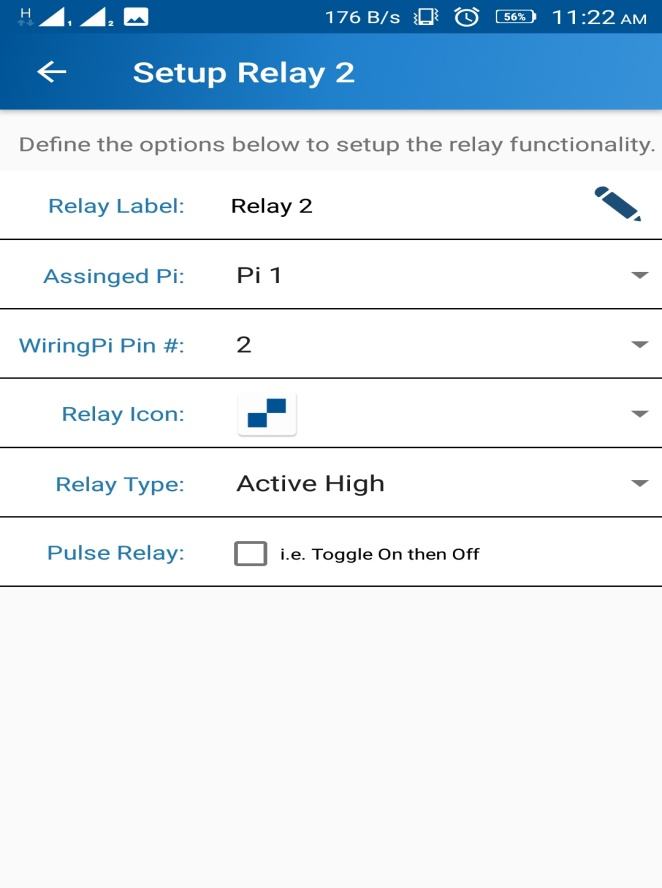 H 1 2 176 B/s 56% 11:22 AM
Setup Relay 2
Define the options below to setup the relay functionality.
Relay Label: Relay 2
Assinged Pi: Pi 1
WiringPi Pin #: 2
Relay Icon:
Relay Type: Active High
Pulse Relay: i.e. Toggle On then Off